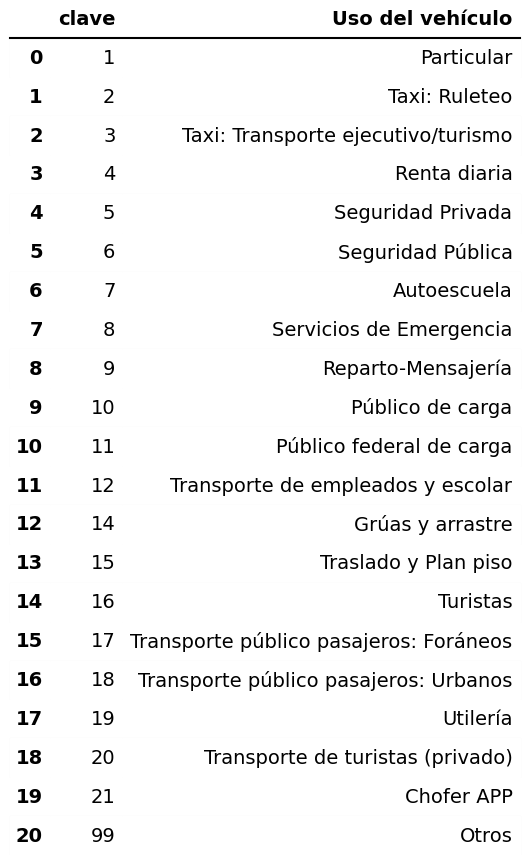 clave Uso del vehículo
0 1 Particular
1 2 Taxi: Ruleteo
2 3 Taxi: Transporte ejecutivo/turismo
3 4 Renta diaria
4 5 Seguridad Privada
5 6 Seguridad Pública
6 7 Autoescuela
7 8 Servicios de Emergencia
8 9 Reparto-Mensajería
9 10 Público de carga
10 11 Público federal de carga
11 12 Transporte de empleados y escolar
12 14 Grúas y arrastre
13 15 Traslado y Plan piso
14 16 Turistas
15 17 Transporte público pasajeros: Foráneos
16 18 Transporte público pasajeros: Urbanos
17 19 Utilería
18 20 Transporte de turistas (privado)
19 21 Chofer APP
20 99 Otros